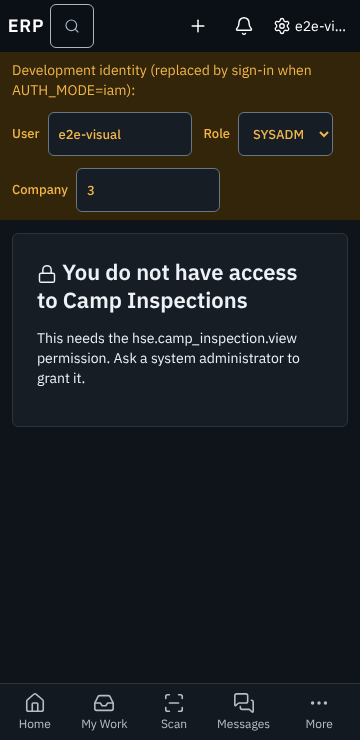 ERP
e2e-vi...
Development identity (replaced by sign-in when
AUTH_MODE=iam):
User
e2e-visual
Role
SYSADM
Company
3
You do not have access
to Camp Inspections
This needs the hse.camp_inspection.view
permission. Ask a system administrator to
grant it.
Home
My Work
Scan
Messages
More